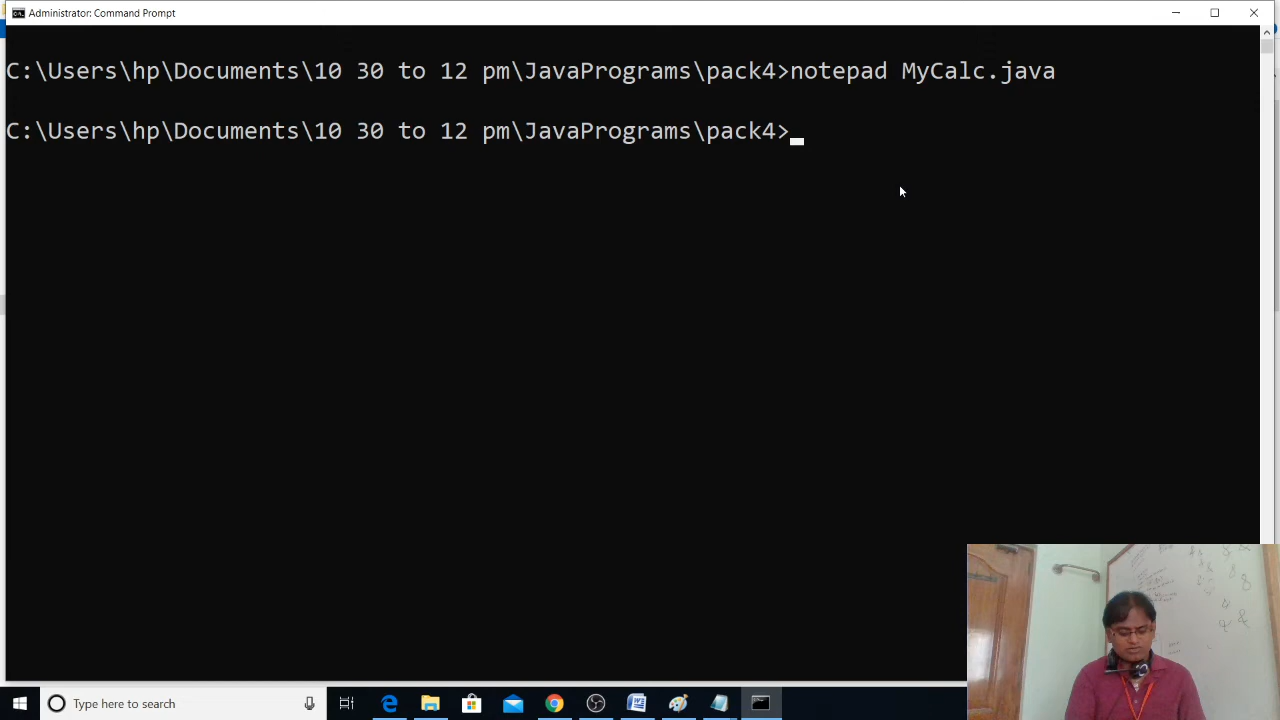 Administrator: Command Prompt
C:\Users\hp\Documents\10 30 to 12 pm\JavaPrograms\pack4>notepad MyCalc.java
C:\Users\hp\Documents\10 30 to 12 pm\JavaPrograms\pack4>
Type here to search